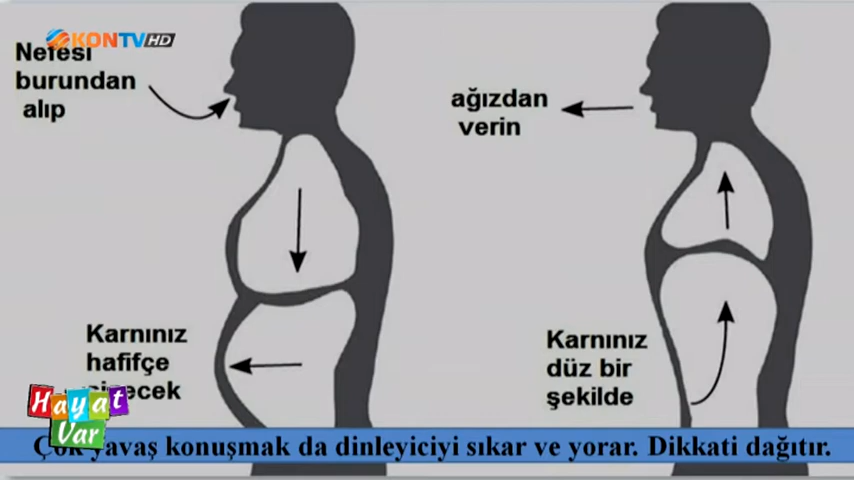 KONTV HD
Nefesi
burundan
alıp
ağızdan
verin
Karnınız
hafifçe
Karnınız
düz bir
şekilde
Hayat
Var
Çok yavaş konuşmak da dinleyiciyi sıkar ve yorar. Dikkati dağıtır.